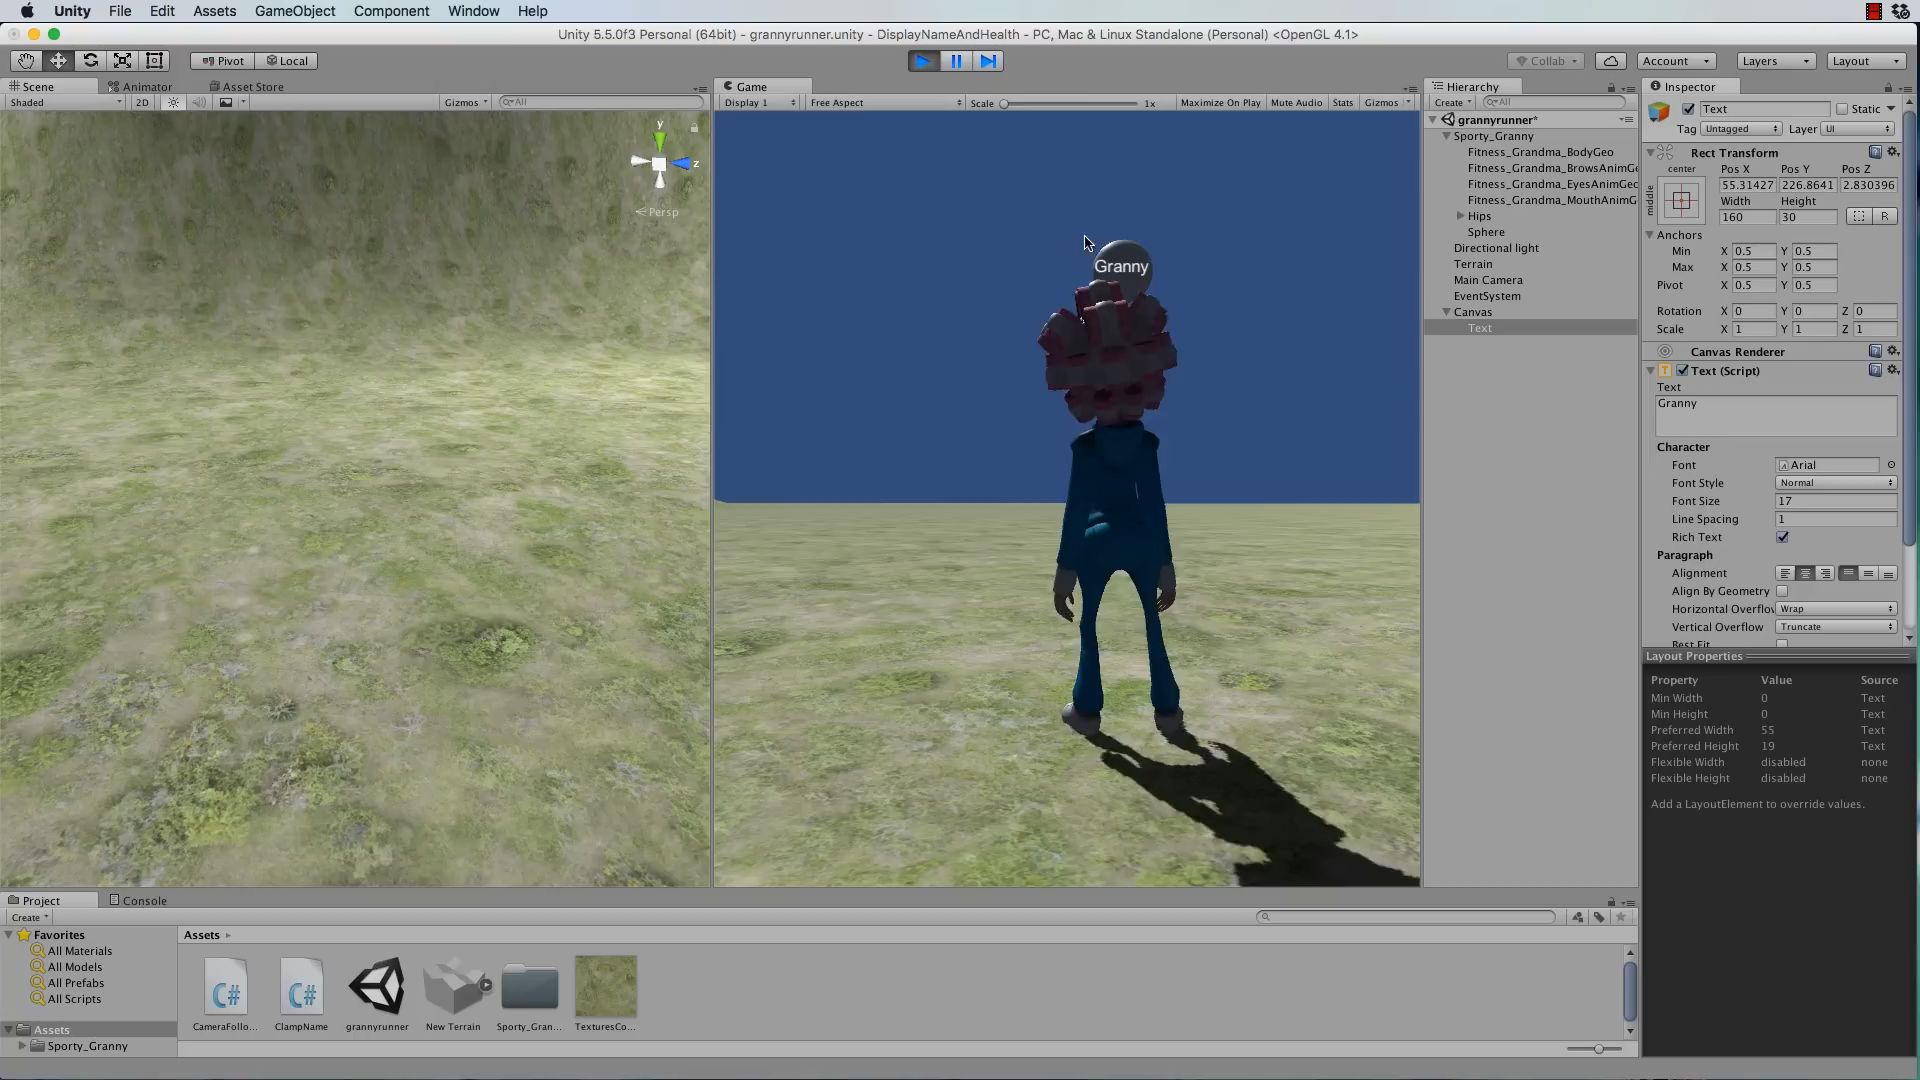 Unity File Edit Assets GameObject Component Window Help
Unity 5.5.0f3 Personal (64bit) - grannyrunner.unity - DisplayNameAndHealth - PC, Mac & Linux Standalone (Personal) <OpenGL 4.1>
Pivot Local Collab Account Layers Layout
Scene Animator Asset Store
Shaded 2D Gizmos All
y
z
Persp
Game
Display 1 Free Aspect Scale 1x Maximize On Play Mute Audio Stats Gizmos
Granny
Hierarchy
Create All
grannyrunner*
Sporty_Granny
Fitness_Grandma_BodyGeo
Fitness_Grandma_BrowsAnimGe
Fitness_Grandma_EyesAnimGeo
Fitness_Grandma_MouthAnimG
Hips
Sphere
Directional light
Terrain
Main Camera
EventSystem
Canvas
Text
Inspector
Text Static
Tag Untagged Layer UI
Rect Transform
center Pos X Pos Y Pos Z
middle 55.31427 226.8641 2.830396
Width Height
160 30 R
Anchors
Min X 0.5 Y 0.5
Max X 0.5 Y 0.5
Pivot X 0.5 Y 0.5
Rotation X 0 Y 0 Z 0
Scale X 1 Y 1 Z 1
Canvas Renderer
Text (Script)
Text
Granny
Character
Font Arial
Font Style Normal
Font Size 17
Line Spacing 1
Rich Text
Paragraph
Alignment
Align By Geometry
Horizontal Overflow Wrap
Vertical Overflow Truncate
Best Fit
Layout Properties
Property Value Source
Min Width 0 Text
Min Height 0 Text
Preferred Width 55 Text
Preferred Height 19 Text
Flexible Width disabled none
Flexible Height disabled none
Add a LayoutElement to override values.
Project Console
Create
Favorites
All Materials
All Models
All Prefabs
All Scripts
Assets
Sporty_Granny
Assets
C# C#
CameraFollo... ClampName grannyrunner New Terrain Sporty_Gran... TexturesCo...